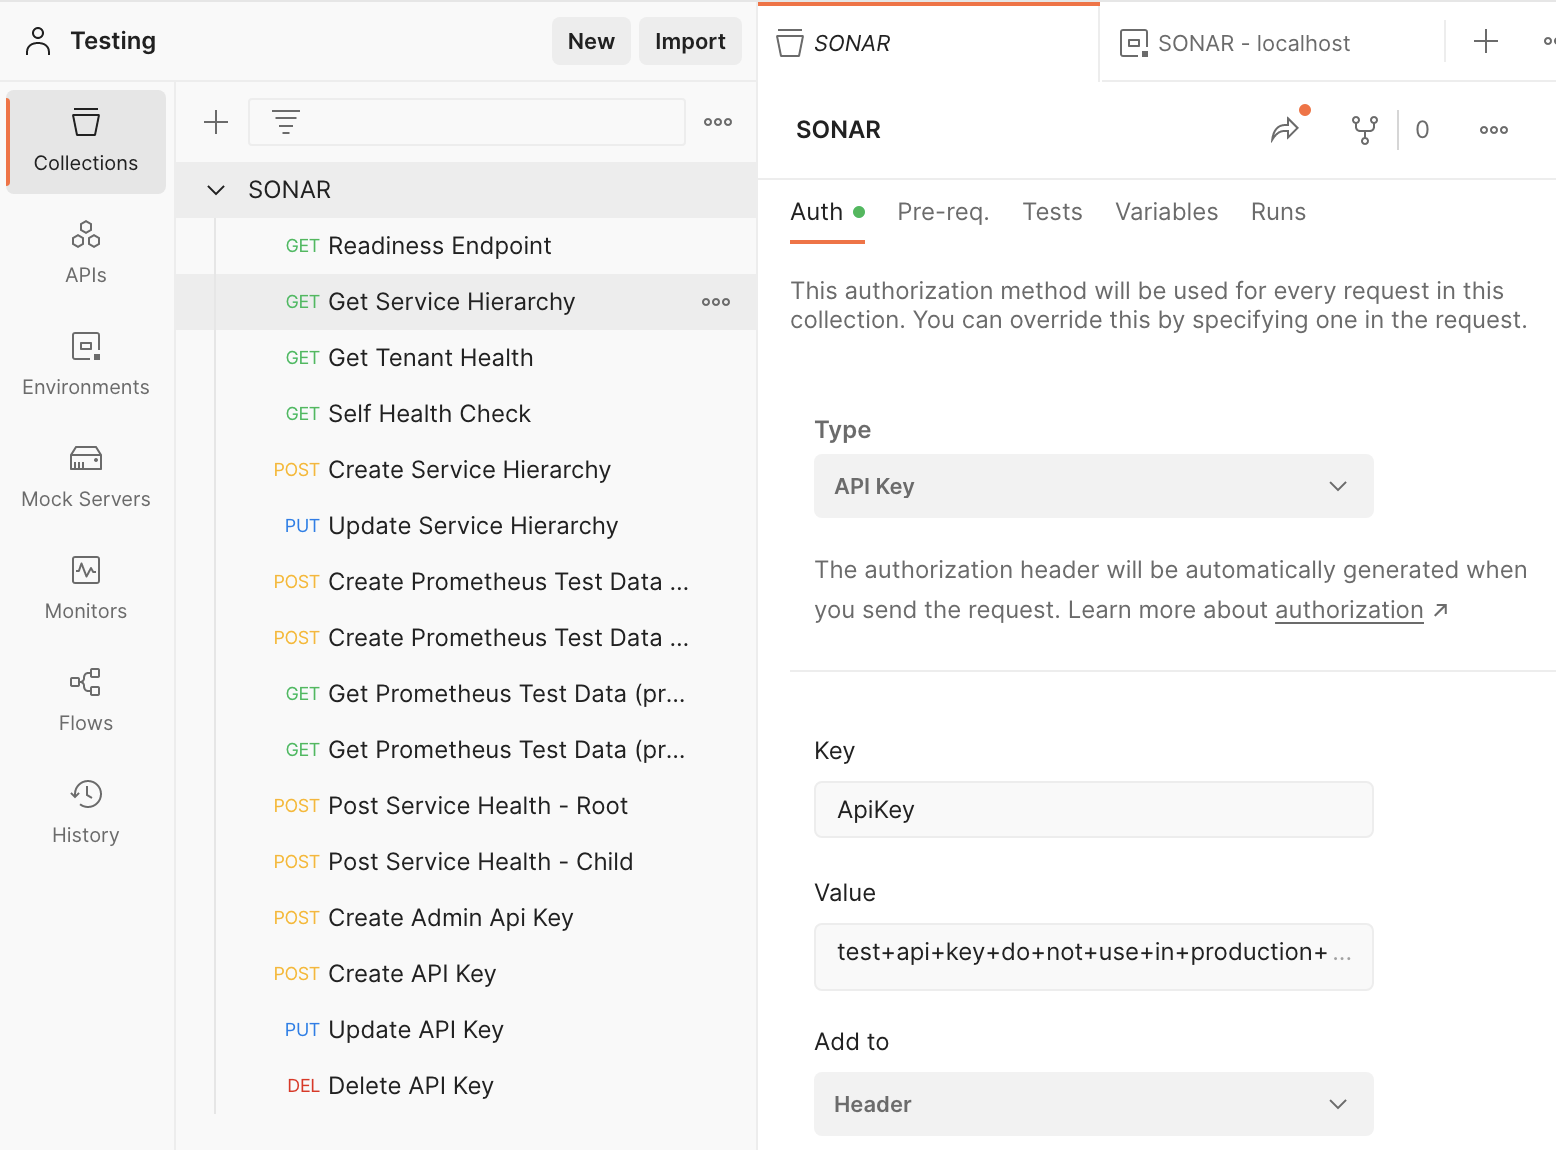 Testing
New
Import
SONAR
SONAR - localhost
Collections
APIs
Environments
Mock Servers
Monitors
Flows
History
SONAR
GET Readiness Endpoint
GET Get Service Hierarchy
GET Get Tenant Health
GET Self Health Check
POST Create Service Hierarchy
PUT Update Service Hierarchy
POST Create Prometheus Test Data ...
POST Create Prometheus Test Data ...
GET Get Prometheus Test Data (pr...
GET Get Prometheus Test Data (pr...
POST Post Service Health - Root
POST Post Service Health - Child
POST Create Admin Api Key
POST Create API Key
PUT Update API Key
DEL Delete API Key
SONAR
0
Auth Pre-req. Tests Variables Runs
This authorization method will be used for every request in this
collection. You can override this by specifying one in the request.
Type
API Key
The authorization header will be automatically generated when
you send the request. Learn more about authorization ↗
Key
ApiKey
Value
test+api+key+do+not+use+in+production+ ...
Add to
Header